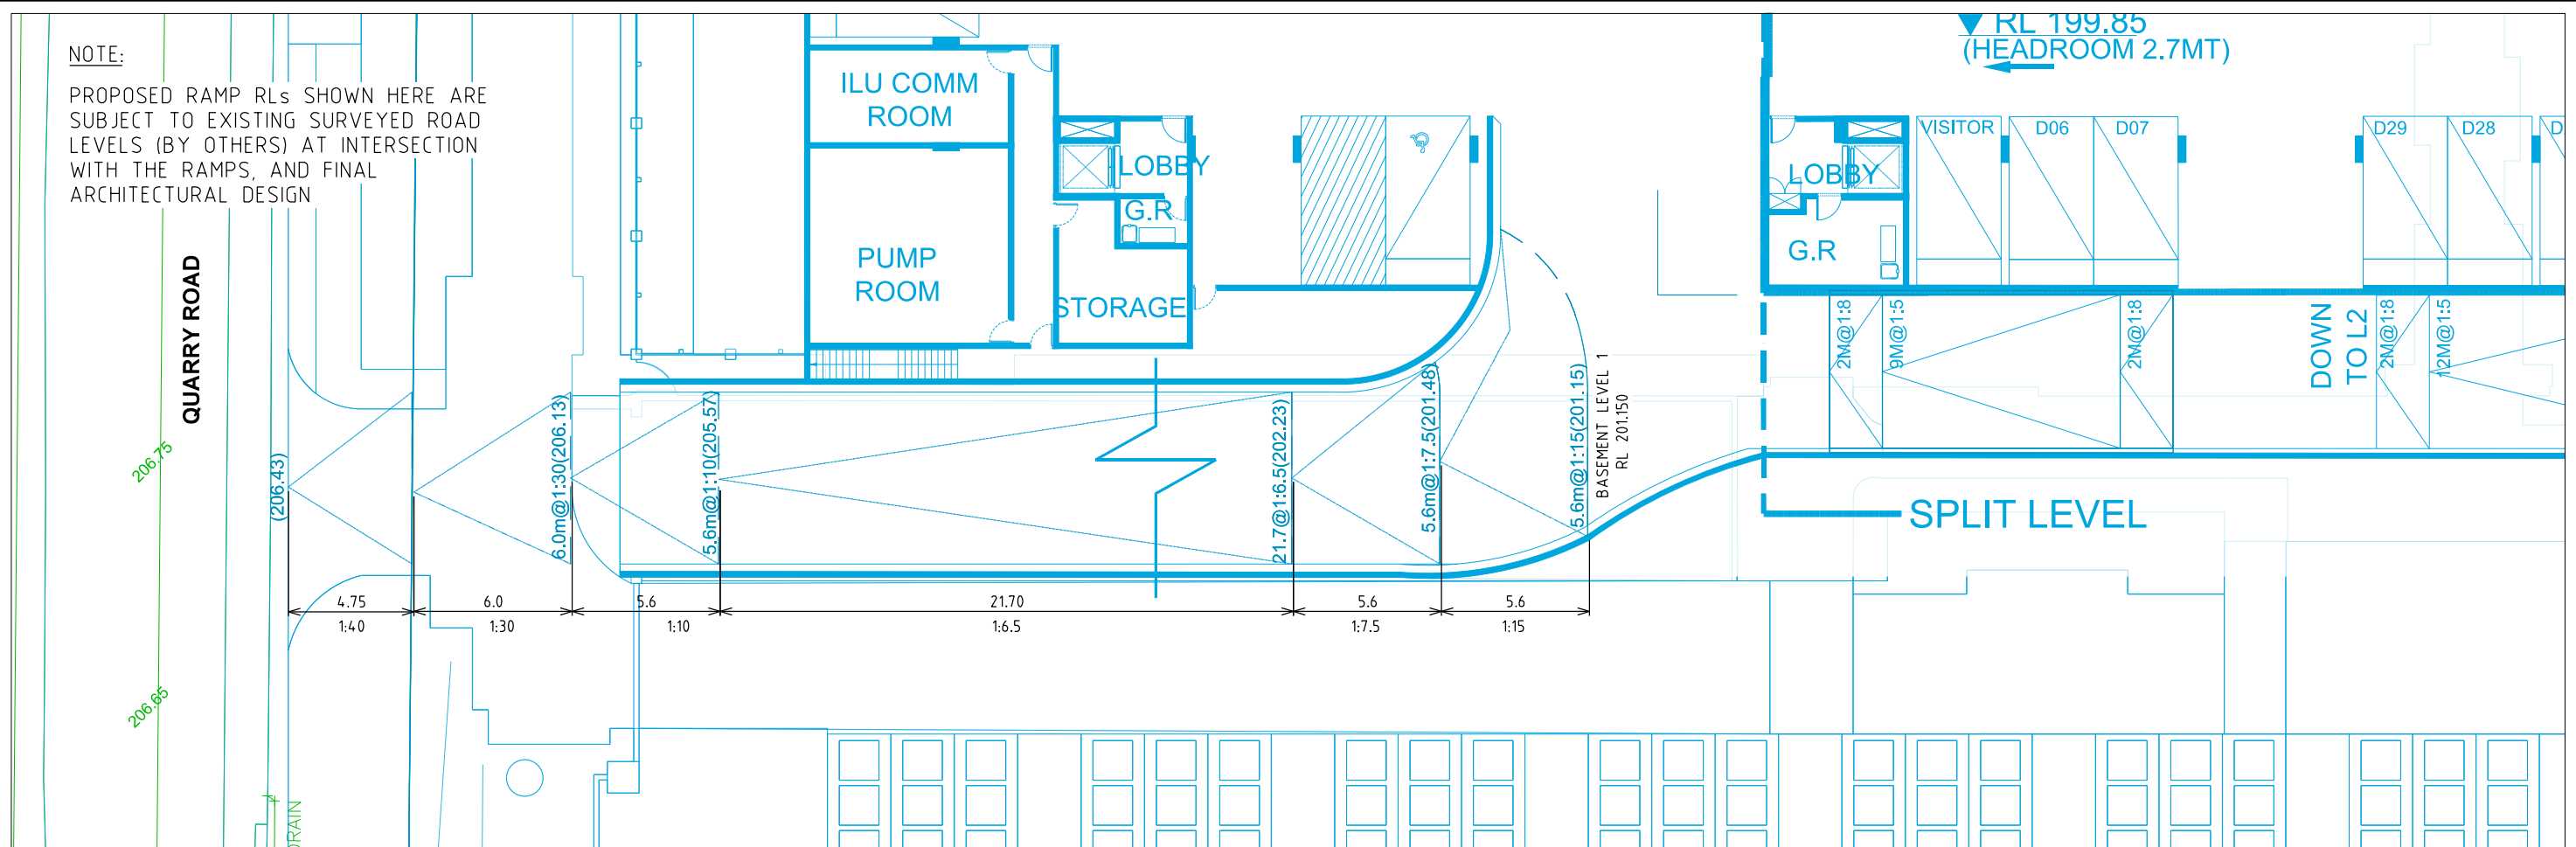 NOTE:
PROPOSED RAMP RLs SHOWN HERE ARE
SUBJECT TO EXISTING SURVEYED ROAD
LEVELS (BY OTHERS) AT INTERSECTION
WITH THE RAMPS, AND FINAL
ARCHITECTURAL DESIGN
QUARRY ROAD
206.75
206.65
(206.43)
DRAIN
ILU COMM
ROOM
PUMP
ROOM
LOBBY
G.R
STORAGE
6.0m@1:30(206.13)
5.6m@1:10(205.57)
21.7@1:6.5(202.23)
5.6m@1:7.5(201.48)
5.6m@1:15(201.15)
BASEMENT LEVEL 1
RL 201.150
4.75
6.0
5.6
21.70
5.6
5.6
1:40
1:30
1:10
1:6.5
1:7.5
1:15
RL 199.85
(HEADROOM 2.7MT)
LOBBY
G.R
VISITOR
D06
D07
D29
D28
D
2M@1:8
9M@1:5
2M@1:8
DOWN
TO L2
2M@1:8
12M@1:5
SPLIT LEVEL